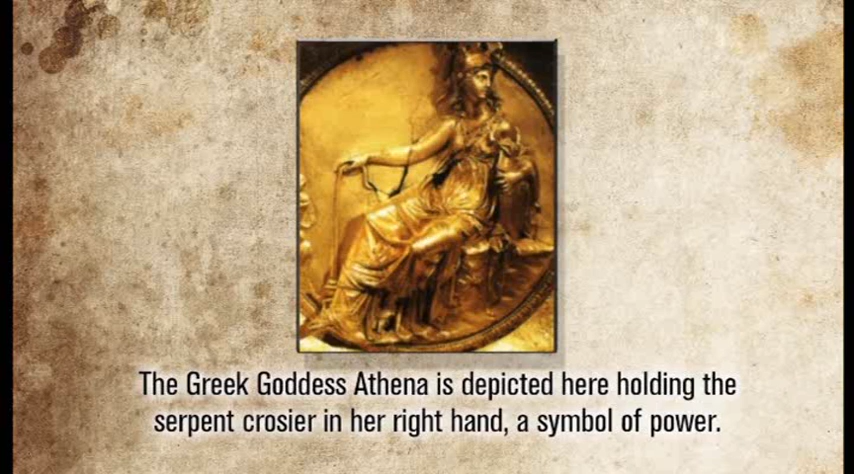 The Greek Goddess Athena is depicted here holding the
serpent crosier in her right hand, a symbol of power.